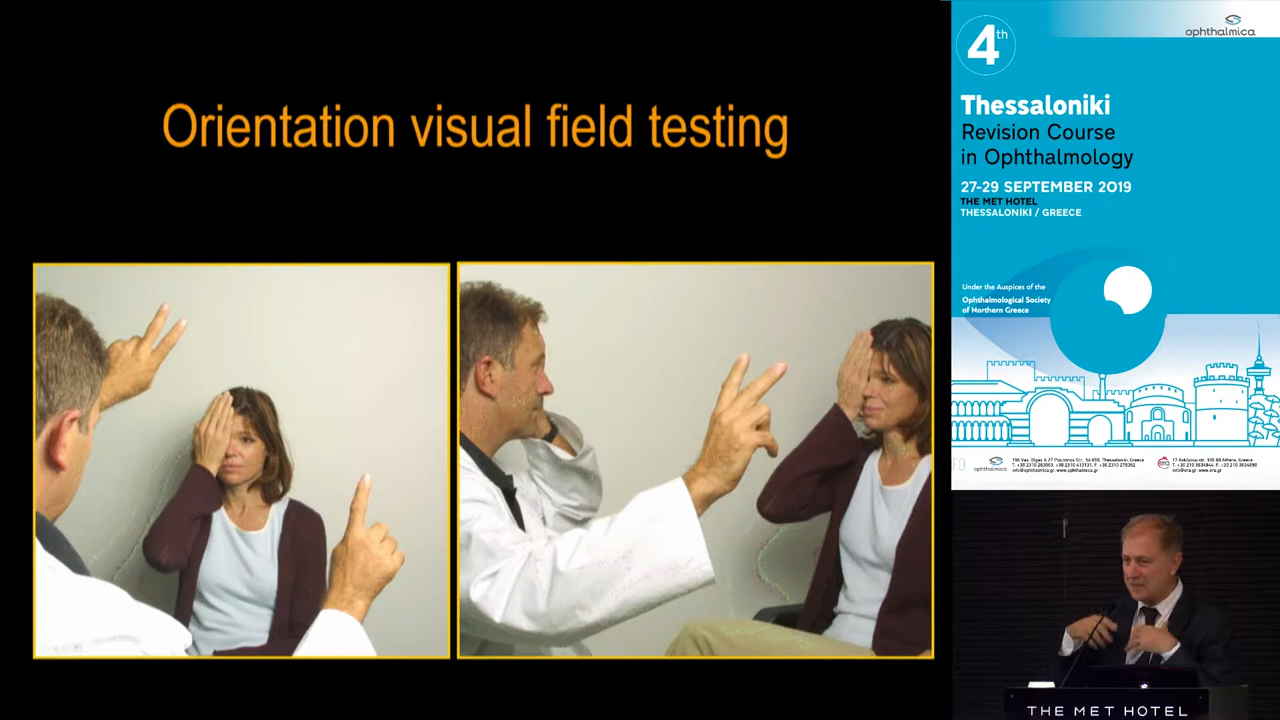 Orientation visual field testing
ophthalmica
4th
Thessaloniki
Revision Course
in Ophthalmology
27-29 SEPTEMBER 2019
THE MET HOTEL
THESSALONIKI / GREECE
Under the Auspices of the
Ophthalmological Society
of Northern Greece
ophthalmica
THE MET HOTEL